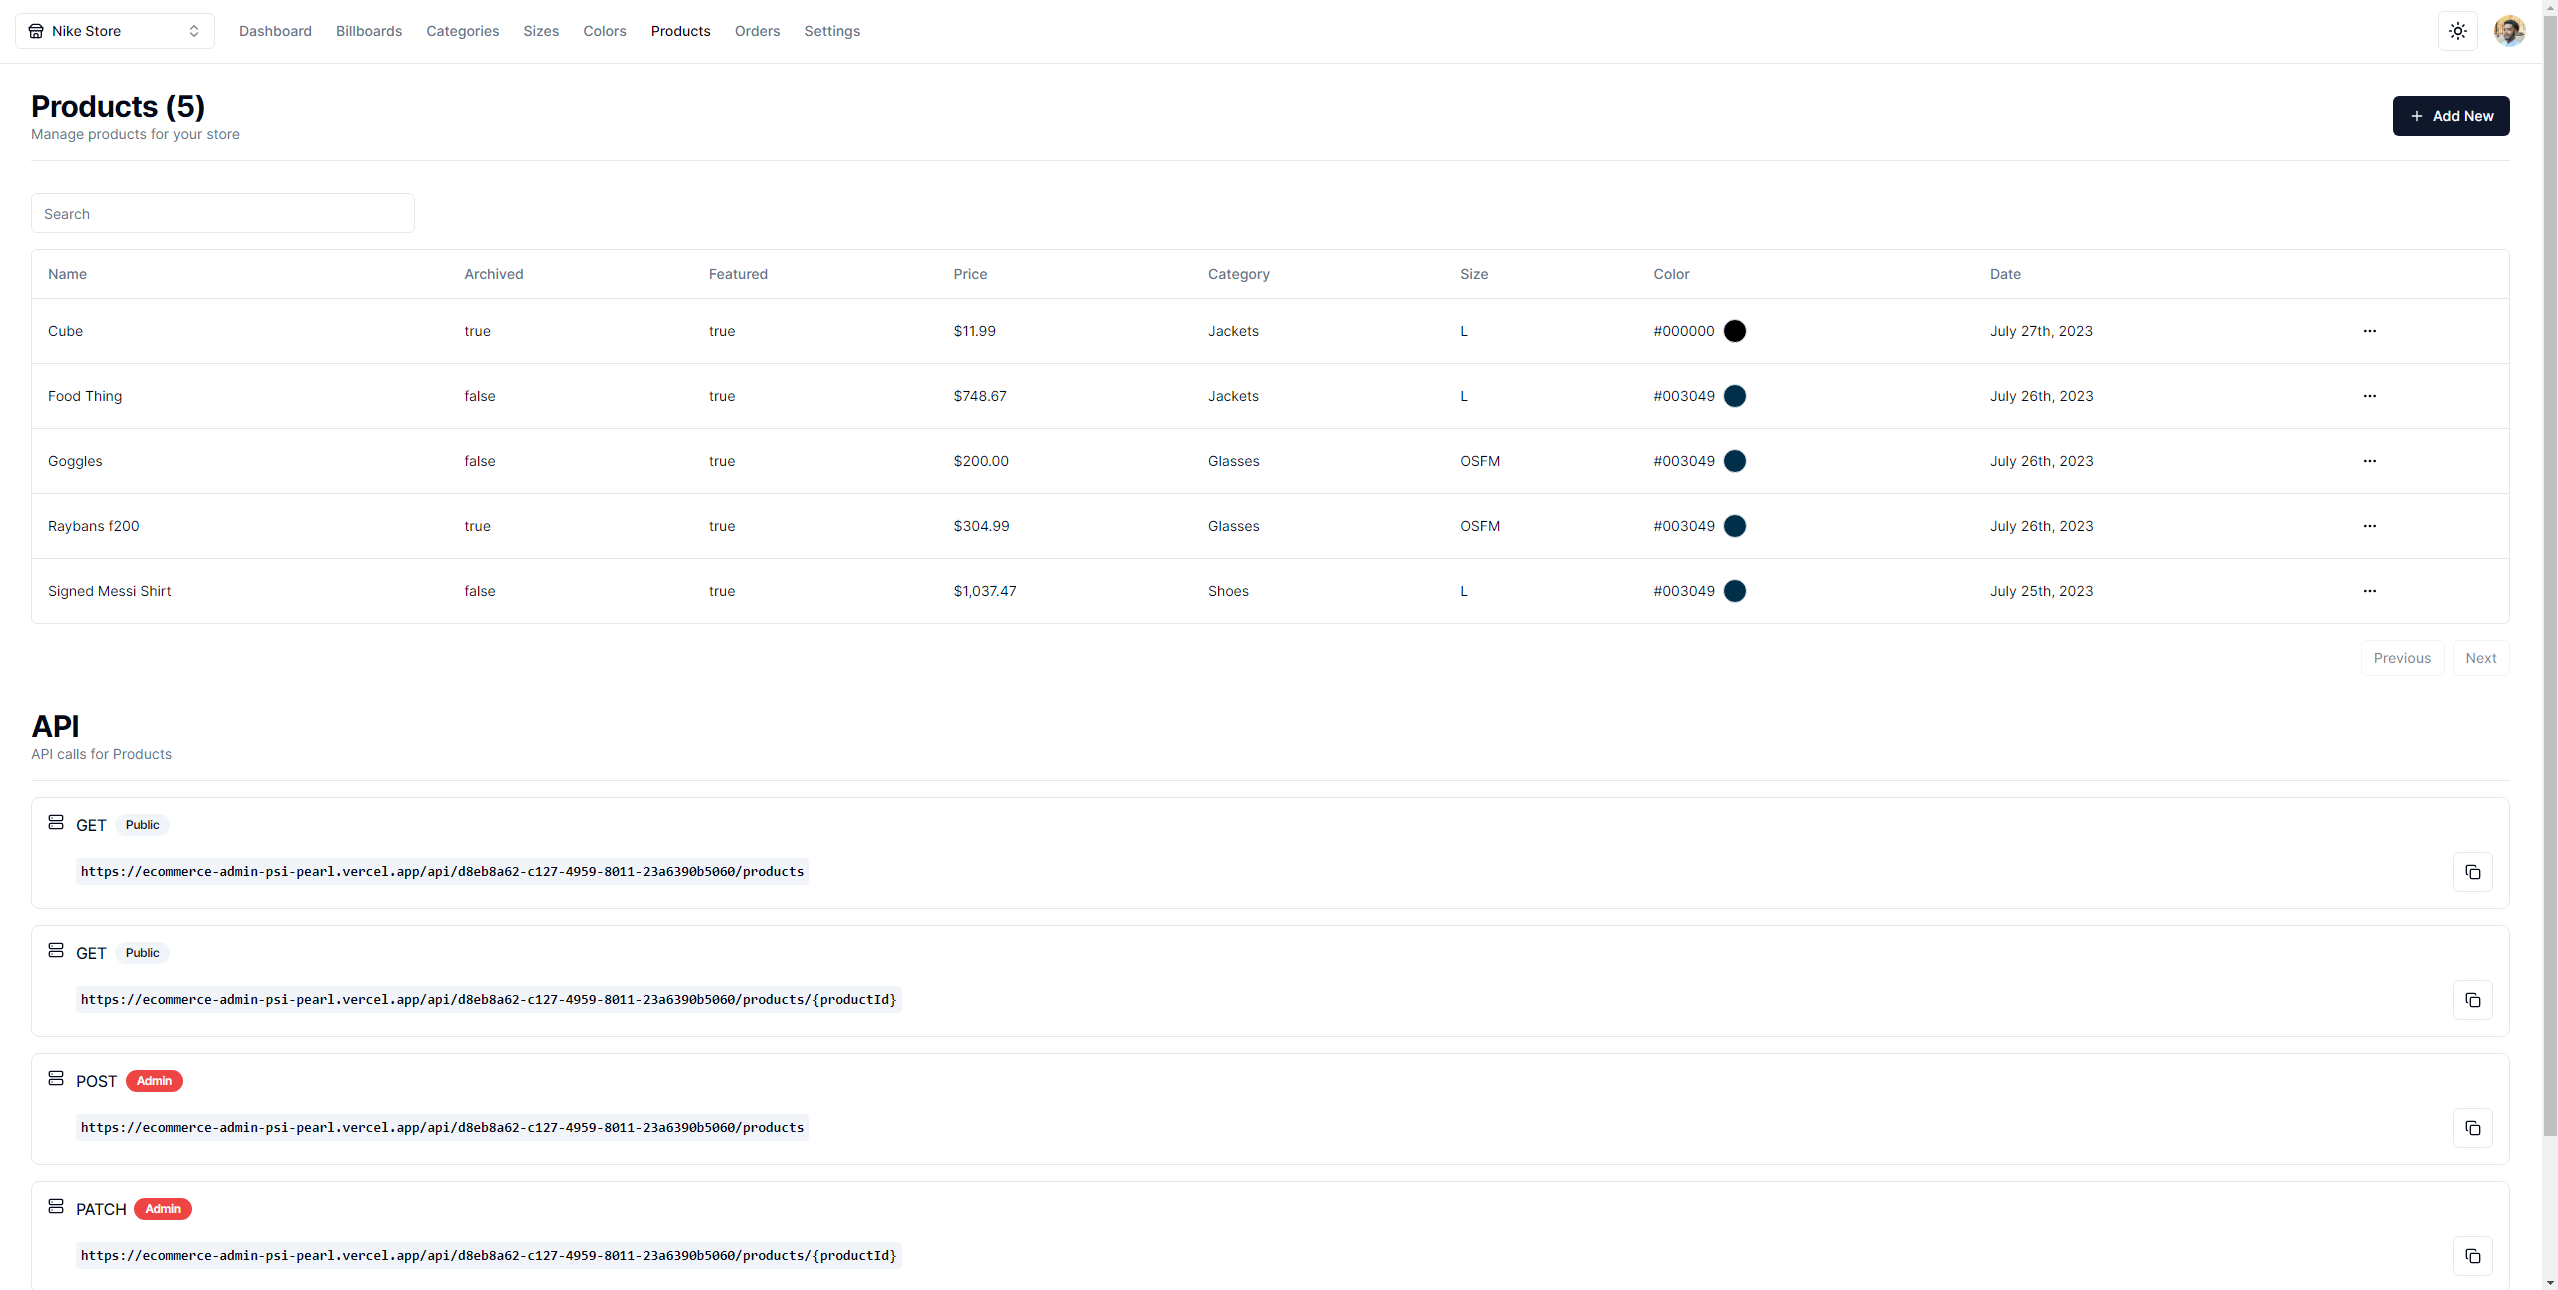 Nike Store Dashboard Billboards Categories Sizes Colors Products Orders Settings
Products (5)
Manage products for your store
+ Add New
Search
Name Archived Featured Price Category Size Color Date
Cube true true $11.99 Jackets L #000000 July 27th, 2023
Food Thing false true $748.67 Jackets L #003049 July 26th, 2023
Goggles false true $200.00 Glasses OSFM #003049 July 26th, 2023
Raybans f200 true true $304.99 Glasses OSFM #003049 July 26th, 2023
Signed Messi Shirt false true $1,037.47 Shoes L #003049 July 25th, 2023
Previous Next
API
API calls for Products
GET Public
https://ecommerce-admin-psi-pearl.vercel.app/api/d8eb8a62-c127-4959-8011-23a6390b5060/products
GET Public
https://ecommerce-admin-psi-pearl.vercel.app/api/d8eb8a62-c127-4959-8011-23a6390b5060/products/{productId}
POST Admin
https://ecommerce-admin-psi-pearl.vercel.app/api/d8eb8a62-c127-4959-8011-23a6390b5060/products
PATCH Admin
https://ecommerce-admin-psi-pearl.vercel.app/api/d8eb8a62-c127-4959-8011-23a6390b5060/products/{productId}